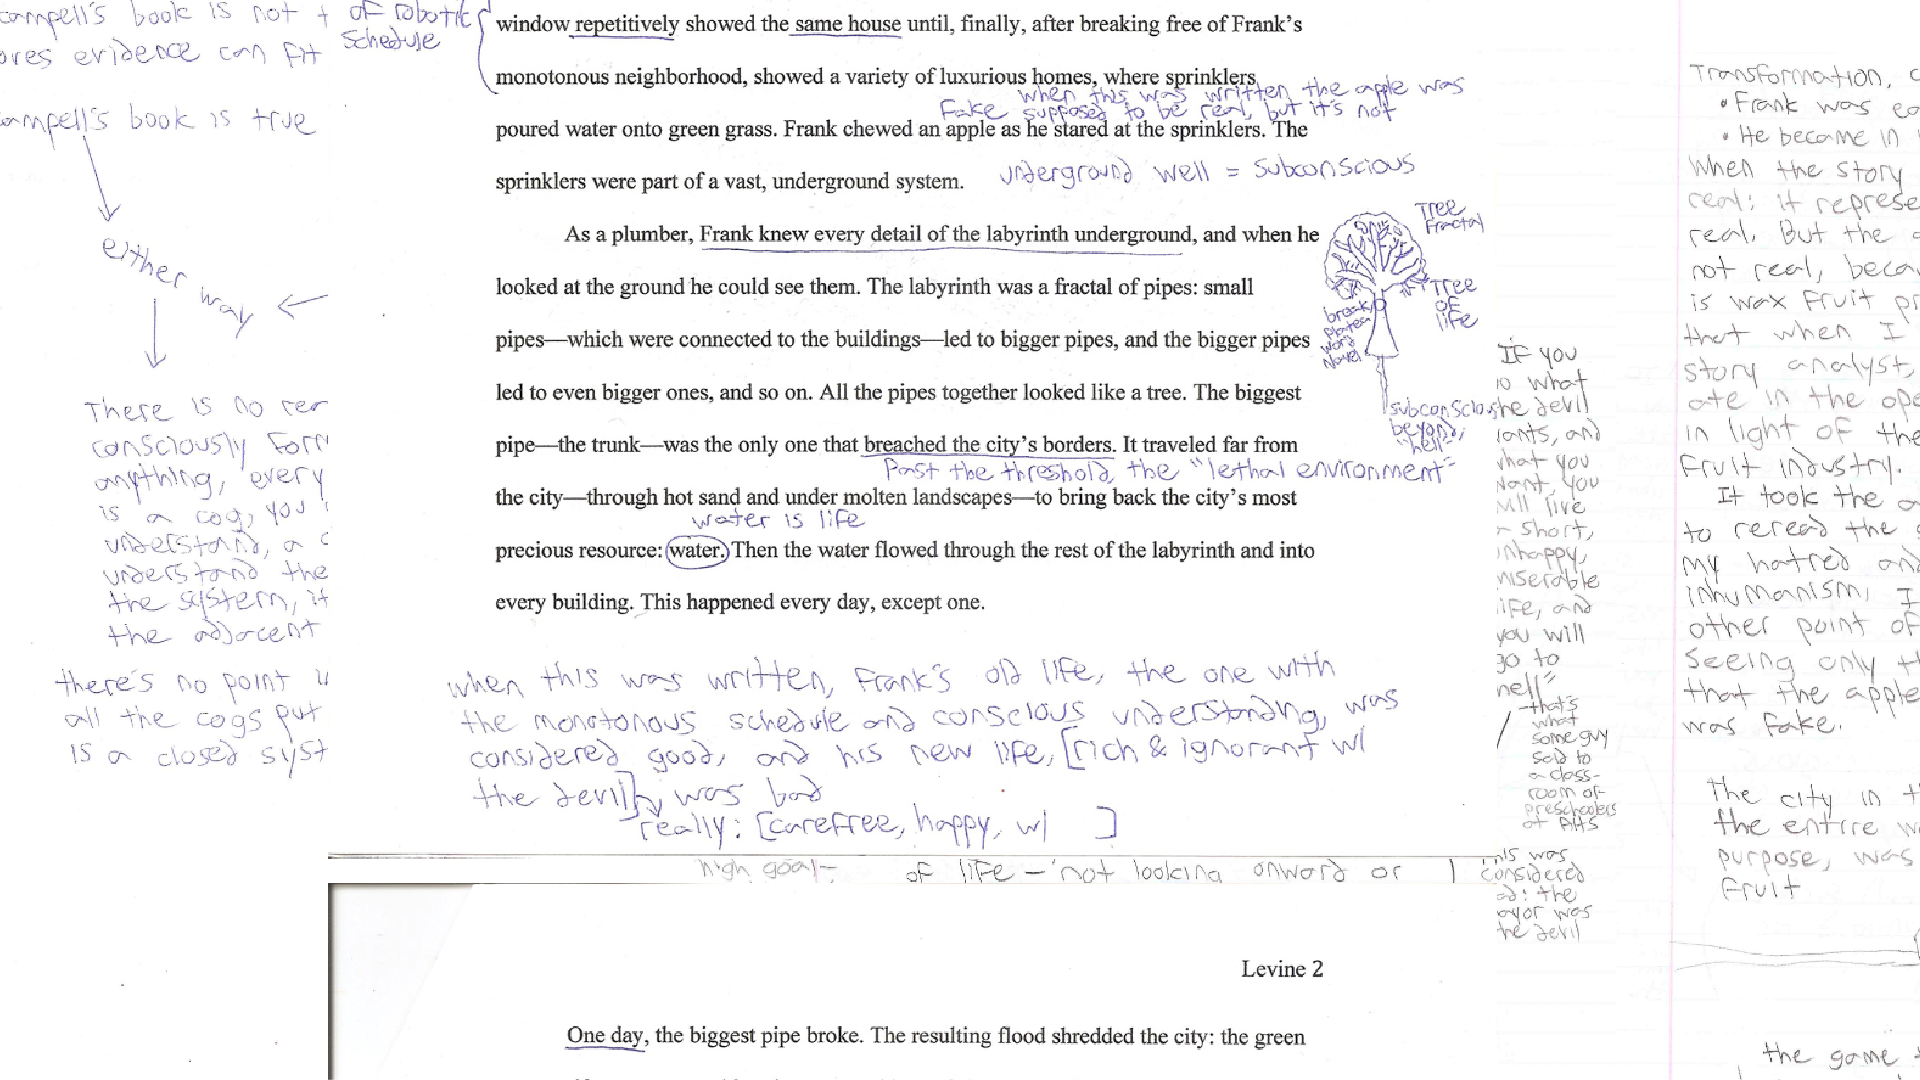 campell's book is not t
ores evidence can fit
campell's book is true
either way
There is no rea
consciously form
anything, every
is a cog, you
understand, a c
understand the
the system, it
the adjacent
there's no point
all the cogs put
is a closed syst
of robotic
schedule
window repetitively showed the same house until, finally, after breaking free of Frank's
monotonous neighborhood, showed a variety of luxurious homes, where sprinklers
when this was written the apple was
Fake supposed to be real, but it's not
poured water onto green grass. Frank chewed an apple as he stared at the sprinklers. The
sprinklers were part of a vast, underground system.
underground well = subconscious
As a plumber, Frank knew every detail of the labyrinth underground, and when he
looked at the ground he could see them. The labyrinth was a fractal of pipes: small
pipes—which were connected to the buildings—led to bigger pipes, and the bigger pipes
led to even bigger ones, and so on. All the pipes together looked like a tree. The biggest
pipe—the trunk—was the only one that breached the city's borders. It traveled far from
Past the threshold, the "lethal environment"
the city—through hot sand and under molten landscapes—to bring back the city's most
water is life
precious resource: water. Then the water flowed through the rest of the labyrinth and into
every building. This happened every day, except one.
Tree
Fractal
Tree
of
life
subconscious
beyond,
"hell"
when this was written, Frank's old life, the one with
the monotonous schedule and conscious understanding, was
considered good, and his new life, [rich & ignorant w/
the devil], was bad
really: [carefree, happy, w/ ]
high goal-
of life - not looking onward or
Levine 2
One day, the biggest pipe broke. The resulting flood shredded the city: the green
If you
do what
the devil
wants, and
what you
want, you
will live
a short,
unhappy,
miserable
life, and
you will
go to
hell"
-that's
what
some guy
said to
a class-
room of
preschoolers
at AHS
this was
considered
bad: the
mayor was
the devil
Transformation, c
• Frank was ea
• He became in
When the story
real; it represe
real. But the a
not real, becau
is wax fruit pr
that when I
story analyst,
ate in the ope
in light of the
fruit industry.
It took the a
to reread the s
my hatred and
inhumanism, I
other point of
seeing only th
that the apple
was fake.
The city in t
the entire w
purpose, was
fruit
the game